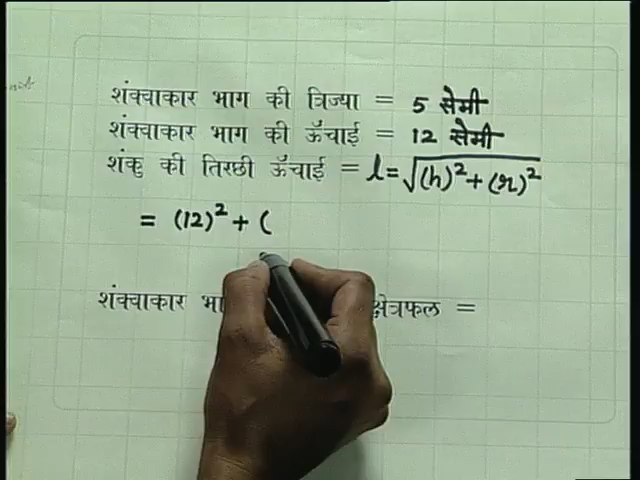 शंक्वाकार भाग की त्रिज्या = 5 सेमी
शंक्वाकार भाग की ऊँचाई = 12 सेमी
शंकु की तिरछी ऊँचाई = l = √(h)² + (r)²
= (12)² + (
शंक्वाकार भा क्षेत्रफल =